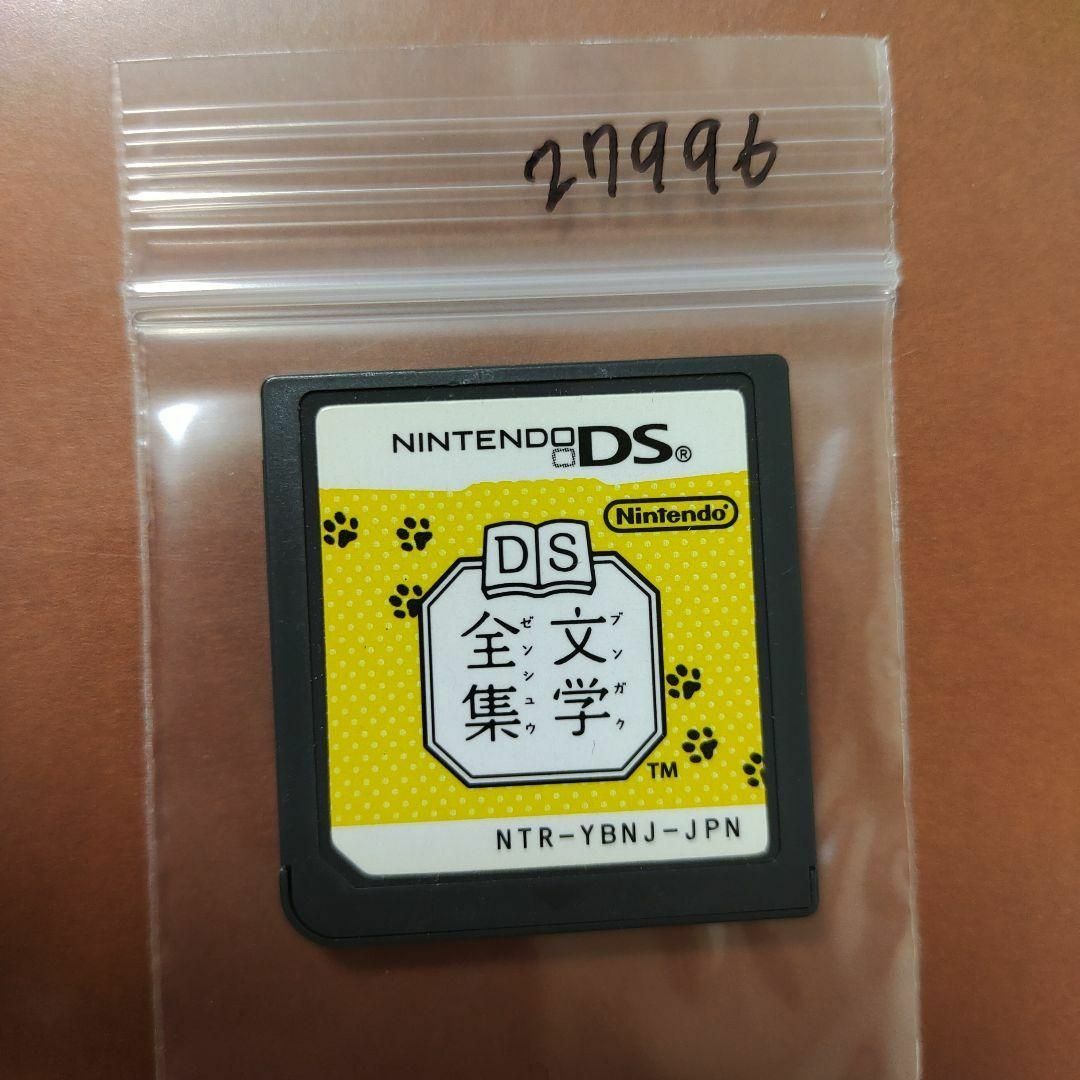 27996
NINTENDO DS®
Nintendo®
DS
文学
ブンガク
全集
ゼンシュウ
TM
NTR-YBNJ-JPN